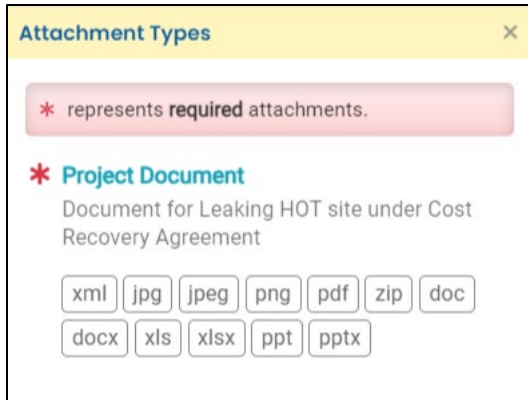 Attachment Types ×
* represents required attachments.
* Project Document
Document for Leaking HOT site under Cost
Recovery Agreement
xml jpg jpeg png pdf zip doc
docx xls xlsx ppt pptx